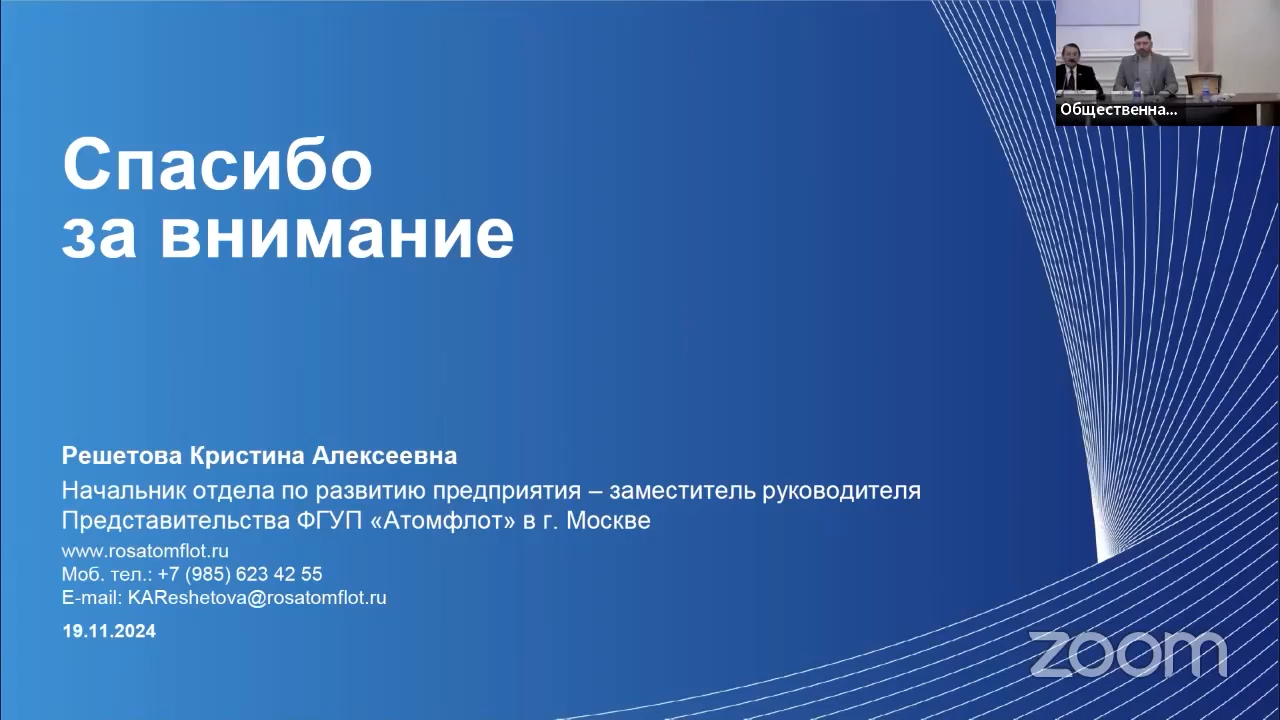 Общественна...
Спасибо
за внимание
Решетова Кристина Алексеевна
Начальник отдела по развитию предприятия – заместитель руководителя
Представительства ФГУП «Атомфлот» в г. Москве
www.rosatomflot.ru
Моб. тел.: +7 (985) 623 42 55
E-mail: KAReshetova@rosatomflot.ru
19.11.2024
zoom